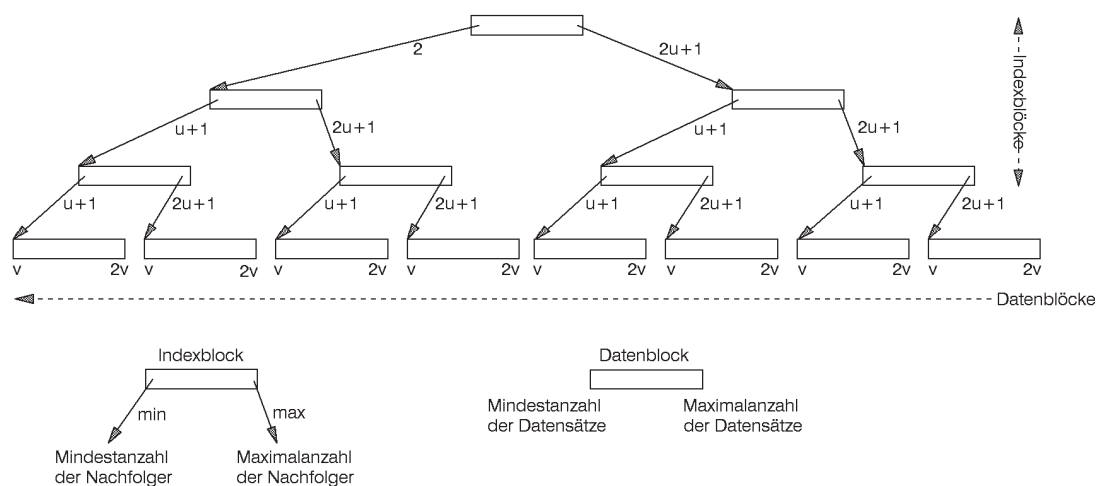 2
2u+1
Indexblöcke
u+1
2u+1
u+1
2u+1
u+1
2u+1
u+1
2u+1
u+1
2u+1
u+1
2u+1
v
2v
v
2v
v
2v
v
2v
v
2v
v
2v
v
2v
v
2v
Datenblöcke
Indexblock
min
max
Mindestanzahl
der Nachfolger
Maximalanzahl
der Nachfolger
Datenblock
Mindestanzahl
der Datensätze
Maximalanzahl
der Datensätze